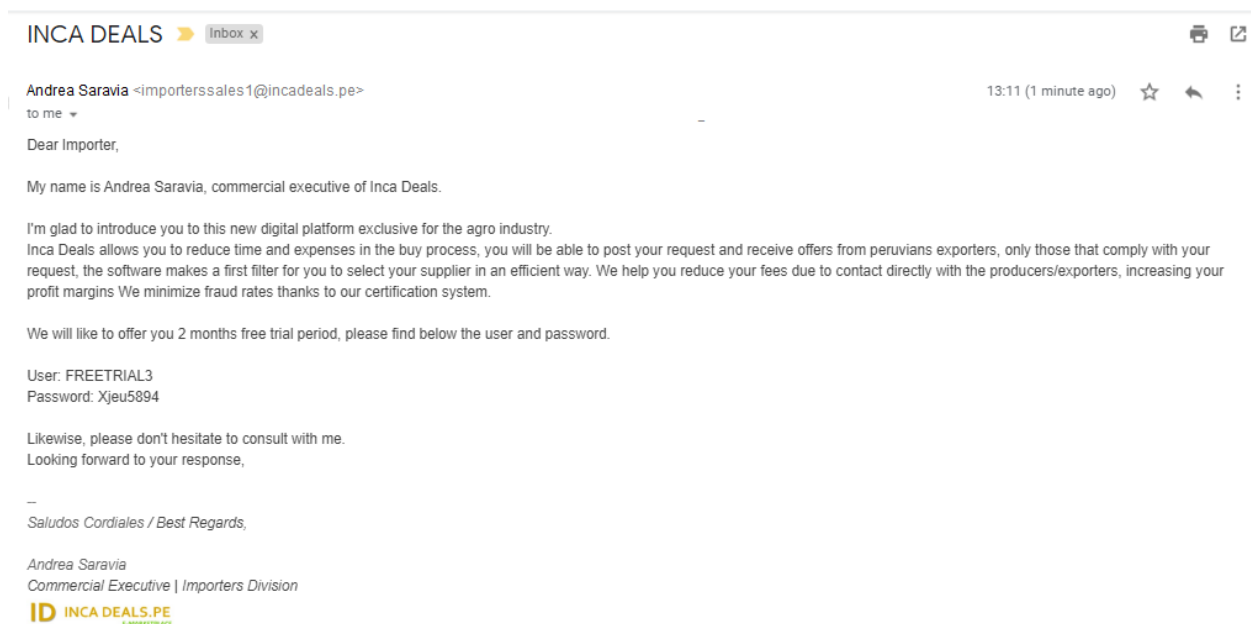 INCA DEALS Inbox x
Andrea Saravia <importerssales1@incadeals.pe> 13:11 (1 minute ago)
to me
Dear Importer,
My name is Andrea Saravia, commercial executive of Inca Deals.
I'm glad to introduce you to this new digital platform exclusive for the agro industry.
Inca Deals allows you to reduce time and expenses in the buy process, you will be able to post your request and receive offers from peruvians exporters, only those that comply with your
request, the software makes a first filter for you to select your supplier in an efficient way. We help you reduce your fees due to contact directly with the producers/exporters, increasing your
profit margins We minimize fraud rates thanks to our certification system.
We will like to offer you 2 months free trial period, please find below the user and password.
User: FREETRIAL3
Password: Xjeu5894
Likewise, please don't hesitate to consult with me.
Looking forward to your response,
--
Saludos Cordiales / Best Regards,
Andrea Saravia
Commercial Executive | Importers Division
ID INCA DEALS.PE